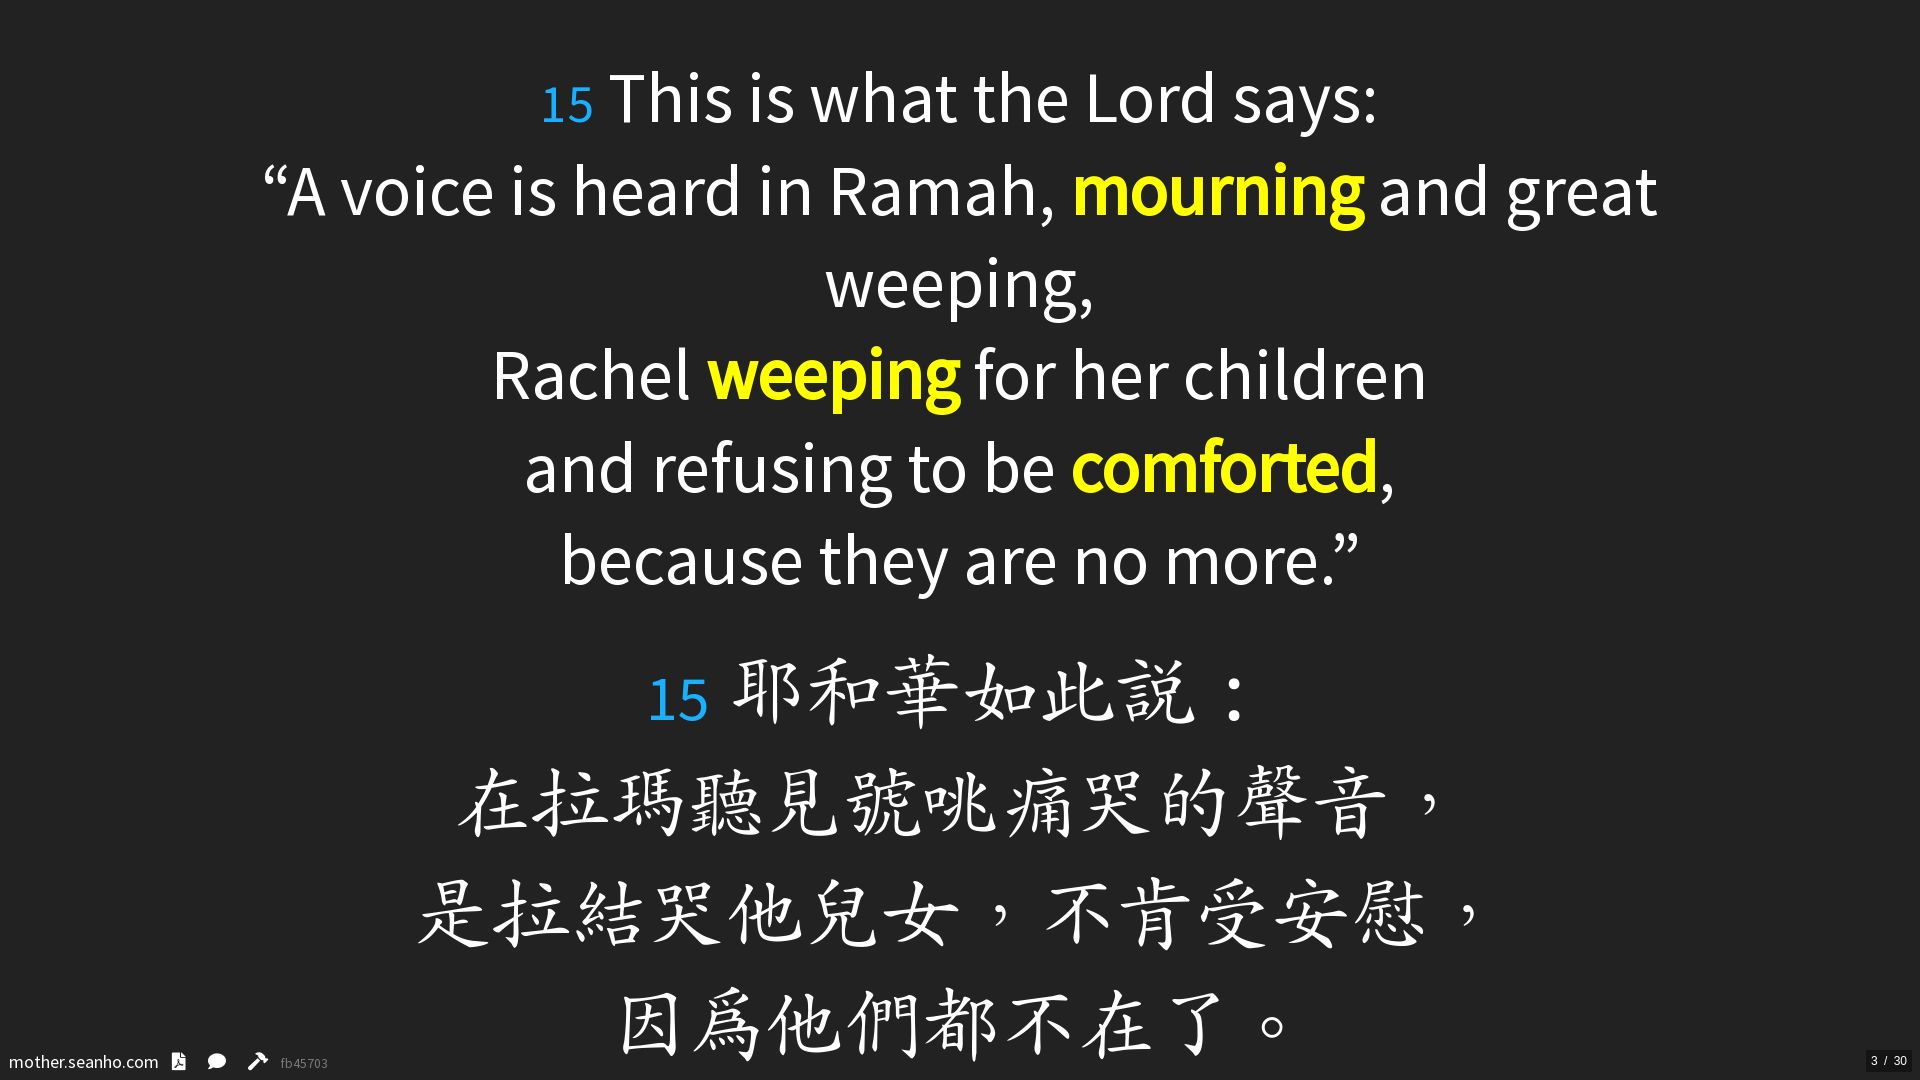 15 This is what the Lord says:
“A voice is heard in Ramah, mourning and great
weeping,
Rachel weeping for her children
and refusing to be comforted,
because they are no more.”
15 耶和華如此説：
在拉瑪聽見號咷痛哭的聲音，
是拉結哭他兒女，不肯受安慰，
因爲他們都不在了。
mother.seanho.com fb45703
3 / 30